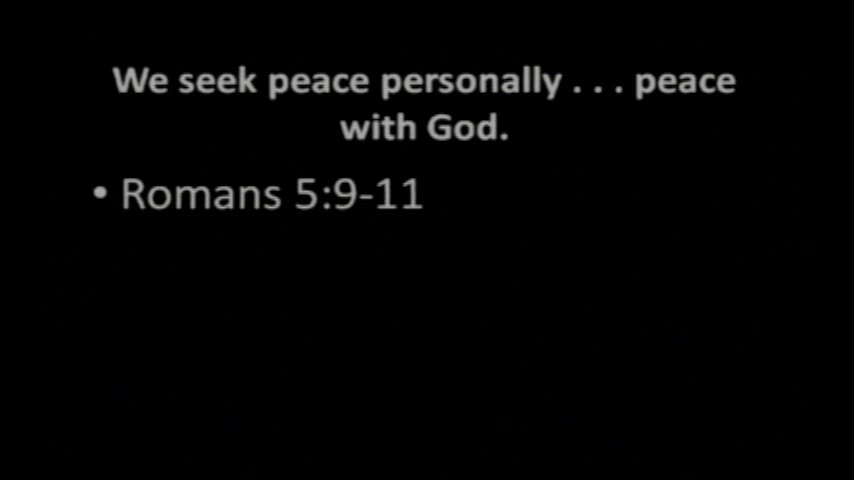 We seek peace personally . . . peace
with God.
• Romans 5:9-11